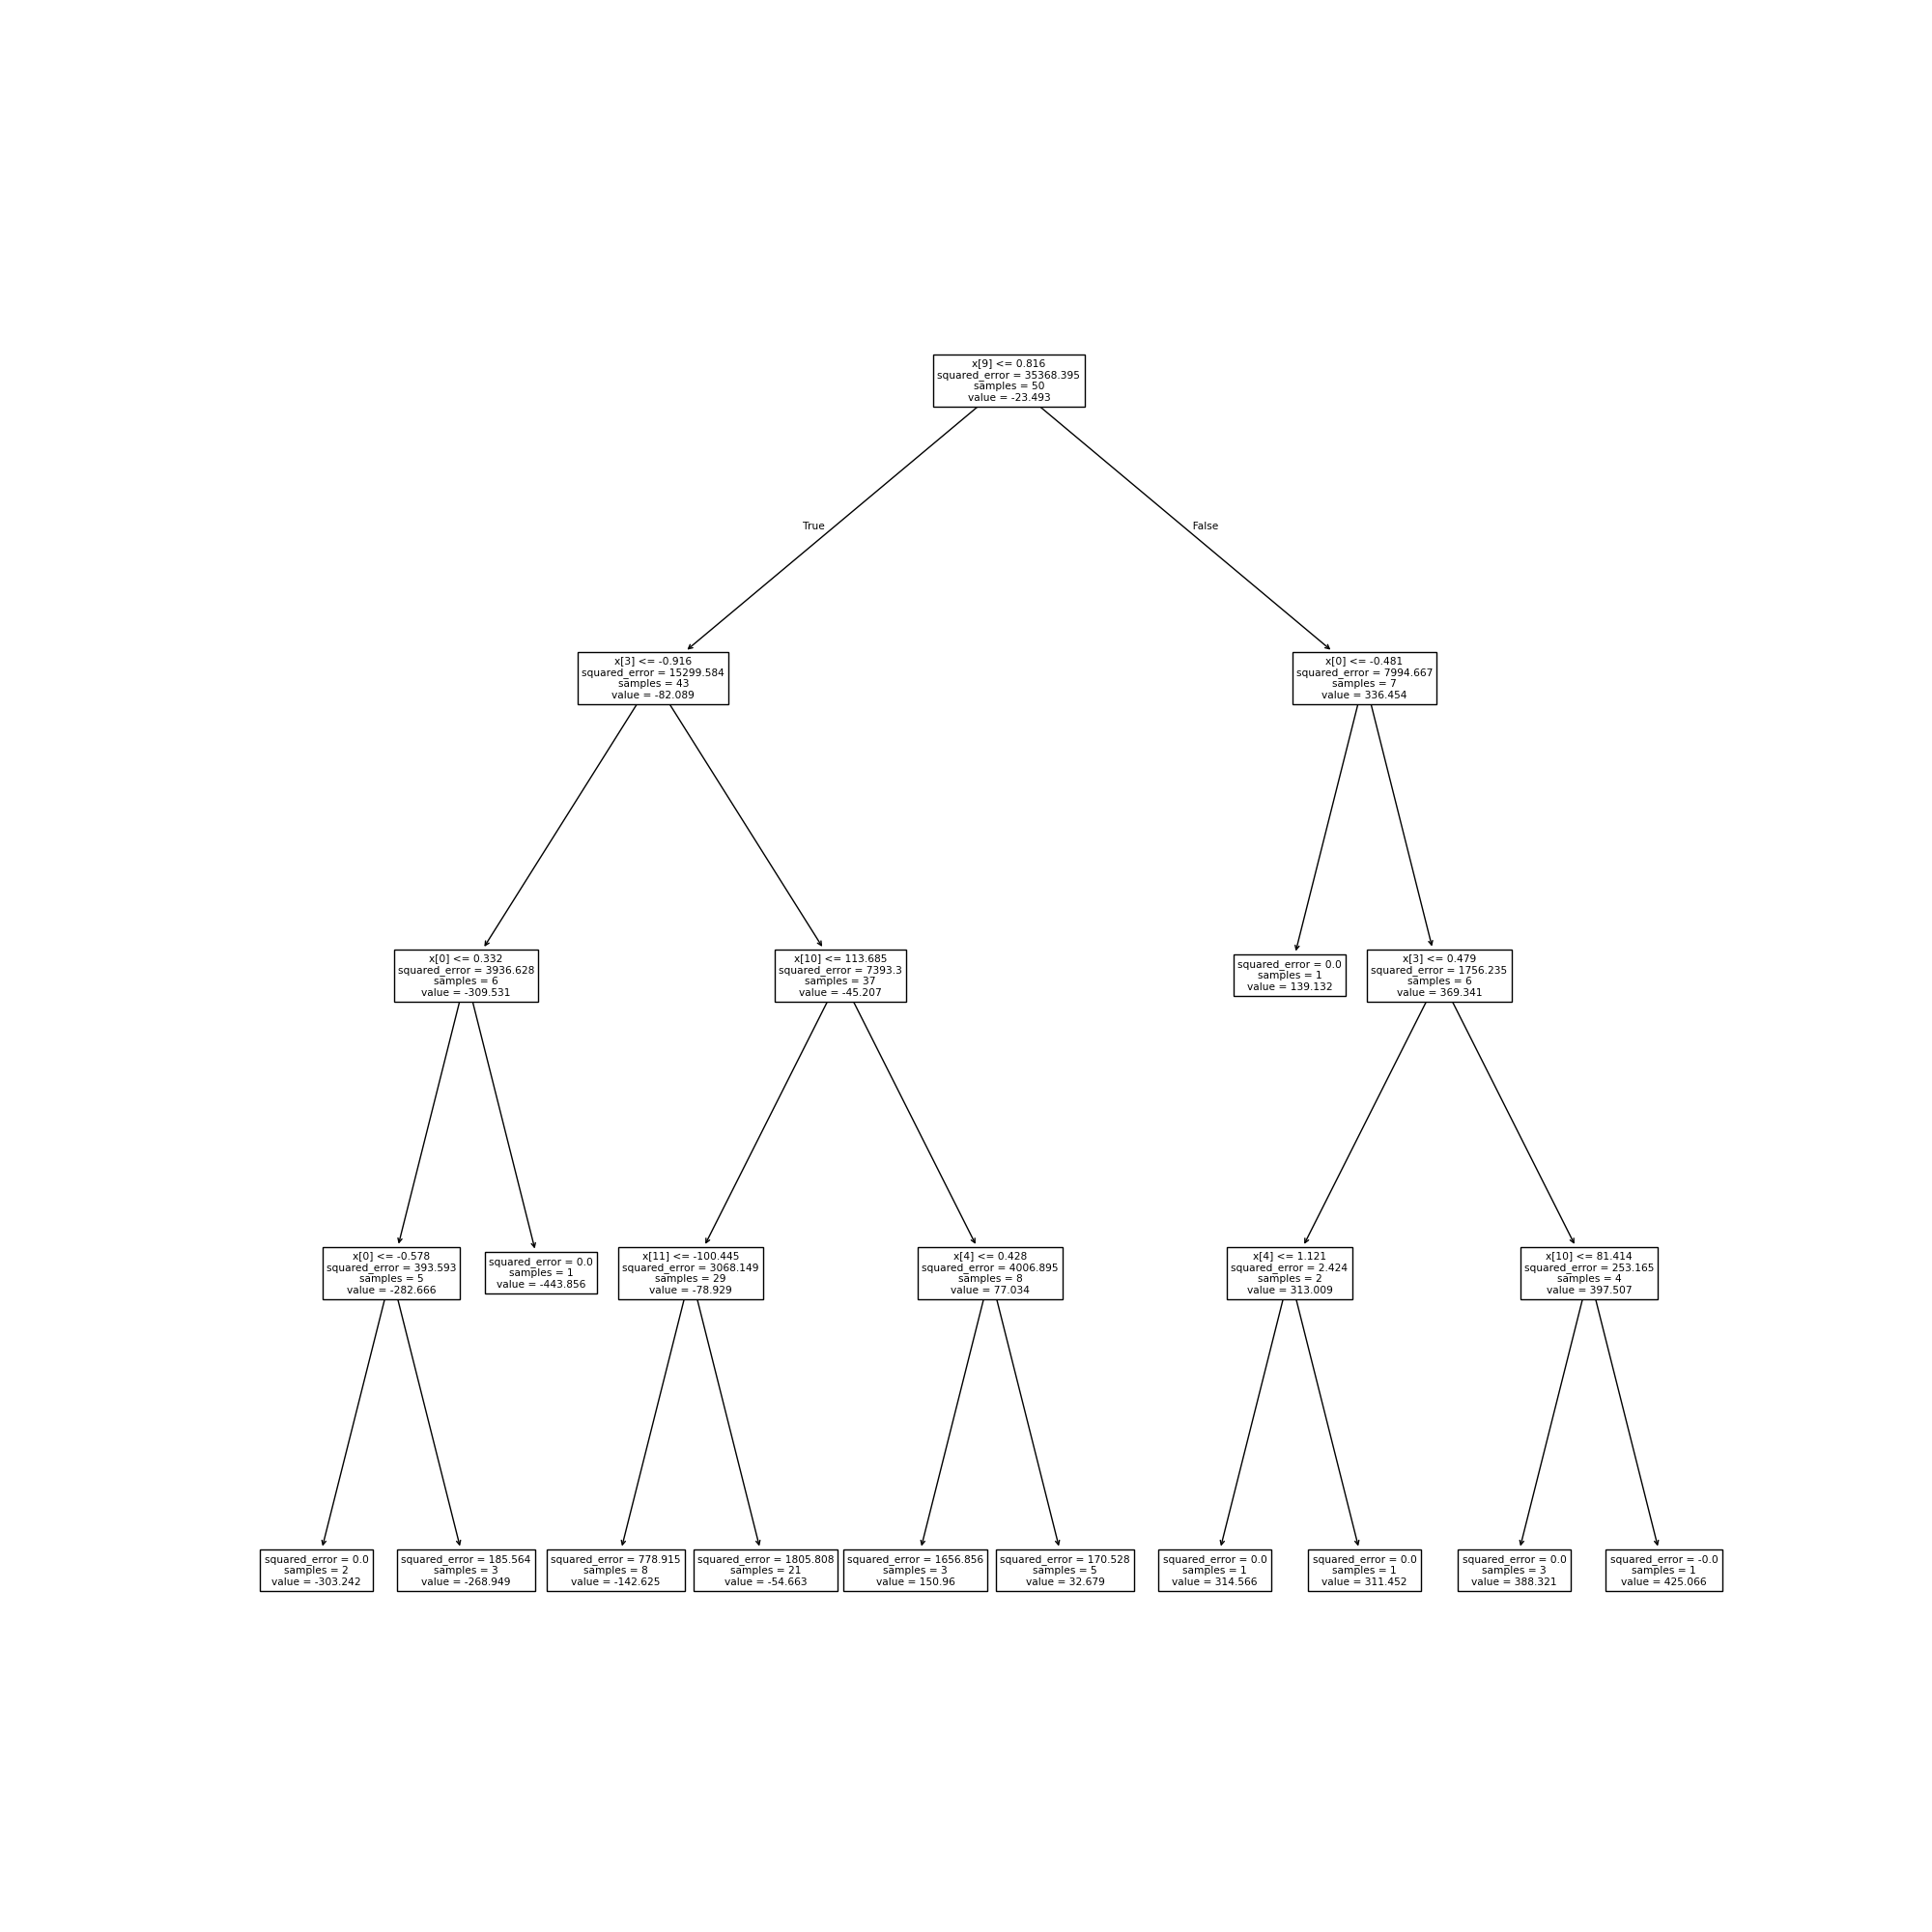 x[9] <= 0.816
squared_error = 35368.395
samples = 50
value = -23.493
True
False
x[3] <= -0.916
squared_error = 15299.584
samples = 43
value = -82.089
x[0] <= -0.481
squared_error = 7994.667
samples = 7
value = 336.454
x[0] <= 0.332
squared_error = 3936.628
samples = 6
value = -309.531
x[10] <= 113.685
squared_error = 7393.3
samples = 37
value = -45.207
squared_error = 0.0
samples = 1
value = 139.132
x[3] <= 0.479
squared_error = 1756.235
samples = 6
value = 369.341
x[0] <= -0.578
squared_error = 393.593
samples = 5
value = -282.666
squared_error = 0.0
samples = 1
value = -443.856
x[11] <= -100.445
squared_error = 3068.149
samples = 29
value = -78.929
x[4] <= 0.428
squared_error = 4006.895
samples = 8
value = 77.034
x[4] <= 1.121
squared_error = 2.424
samples = 2
value = 313.009
x[10] <= 81.414
squared_error = 253.165
samples = 4
value = 397.507
squared_error = 0.0
samples = 2
value = -303.242
squared_error = 185.564
samples = 3
value = -268.949
squared_error = 778.915
samples = 8
value = -142.625
squared_error = 1805.808
samples = 21
value = -54.663
squared_error = 1656.856
samples = 3
value = 150.96
squared_error = 170.528
samples = 5
value = 32.679
squared_error = 0.0
samples = 1
value = 314.566
squared_error = 0.0
samples = 1
value = 311.452
squared_error = 0.0
samples = 3
value = 388.321
squared_error = -0.0
samples = 1
value = 425.066